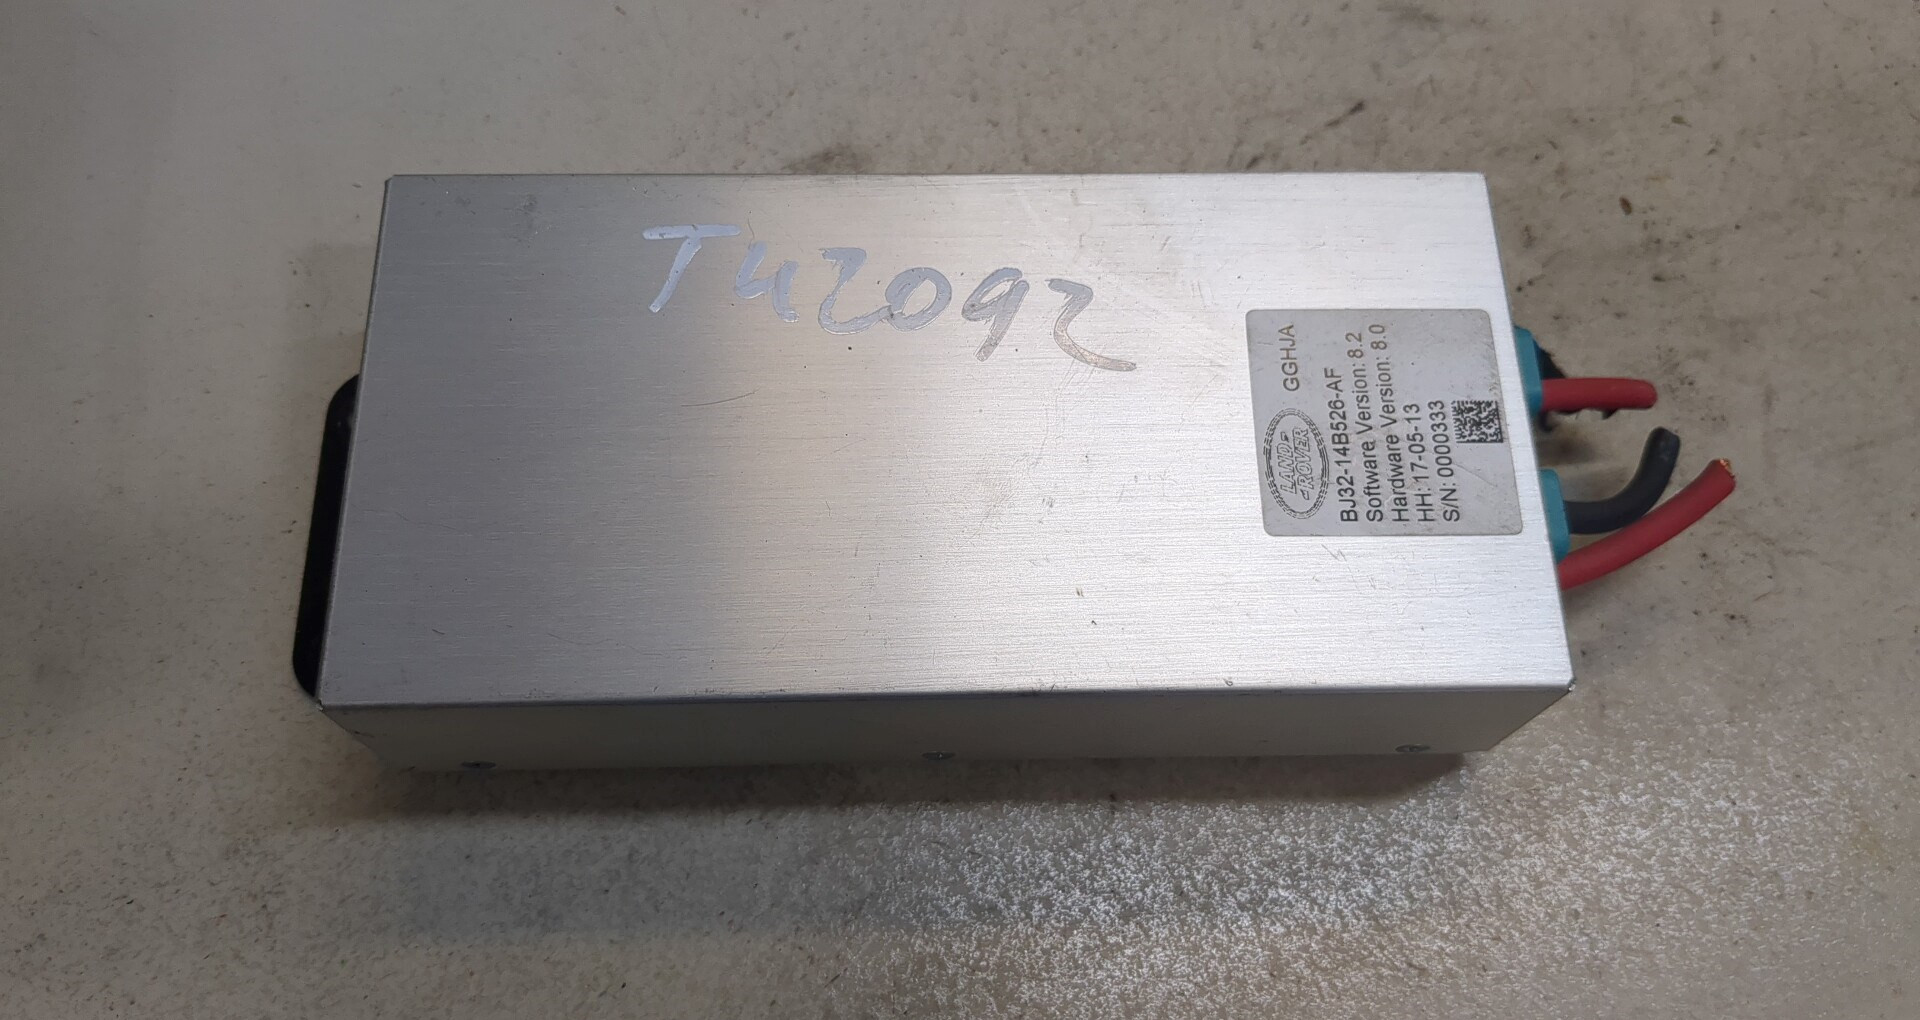 TU2092
LAND-
-ROVER
GGHJA
BJ32-14B526-AF
Software Version: 8.2
Hardware Version: 8.0
HH: 17-05-13
S/N: 0000333